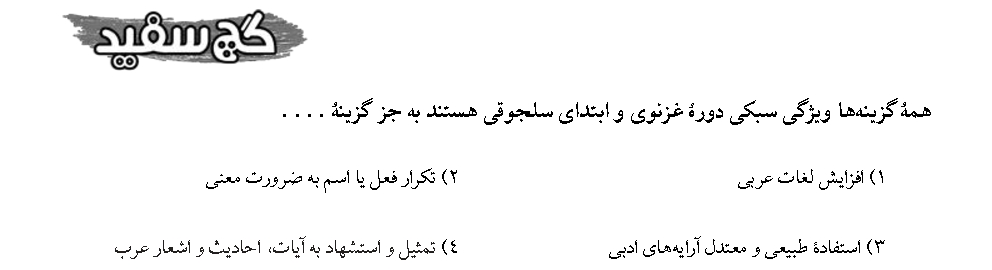 گچ سفید
همهٔ گزینه‌ها ویژگی سبکی دورهٔ غزنوی و ابتدای سلجوقی هستند به جز گزینهٔ . . . .
۱) افزایش لغات عربی ۲) تکرار فعل یا اسم به ضرورت معنی
۳) استفادهٔ طبیعی و معتدل آرایه‌های ادبی ۴) تمثیل و استشهاد به آیات، احادیث و اشعار عرب